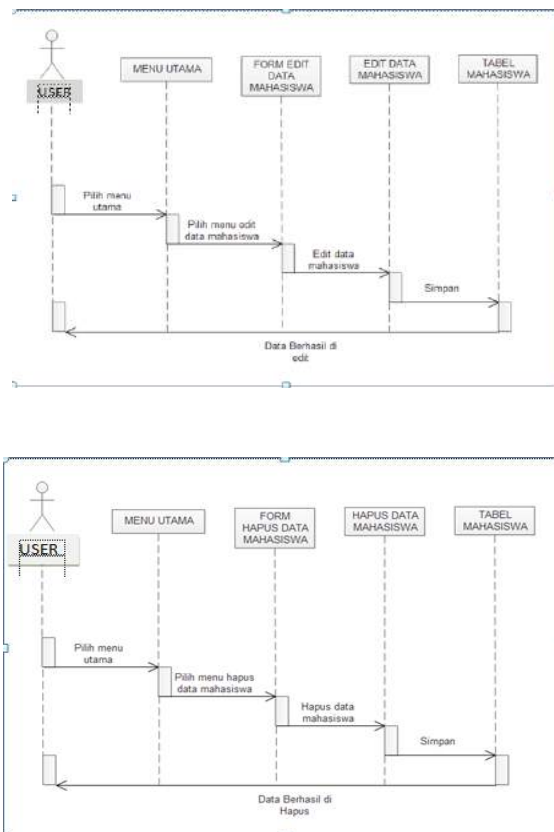 USER
MENU UTAMA
FORM EDIT
DATA
MAHASISWA
EDIT DATA
MAHASISWA
TABEL
MAHASISWA
Pilih menu
utama
Pilih menu edit
data mahasiswa
Edit data
mahasiswa
Simpan
Data Berhasil di
edit
USER
MENU UTAMA
FORM
HAPUS DATA
MAHASISWA
HAPUS DATA
MAHASISWA
TABEL
MAHASISWA
Pilih menu
utama
Pilih menu hapus
data mahasiswa
Hapus data
mahasiswa
Simpan
Data Berhasil di
Hapus